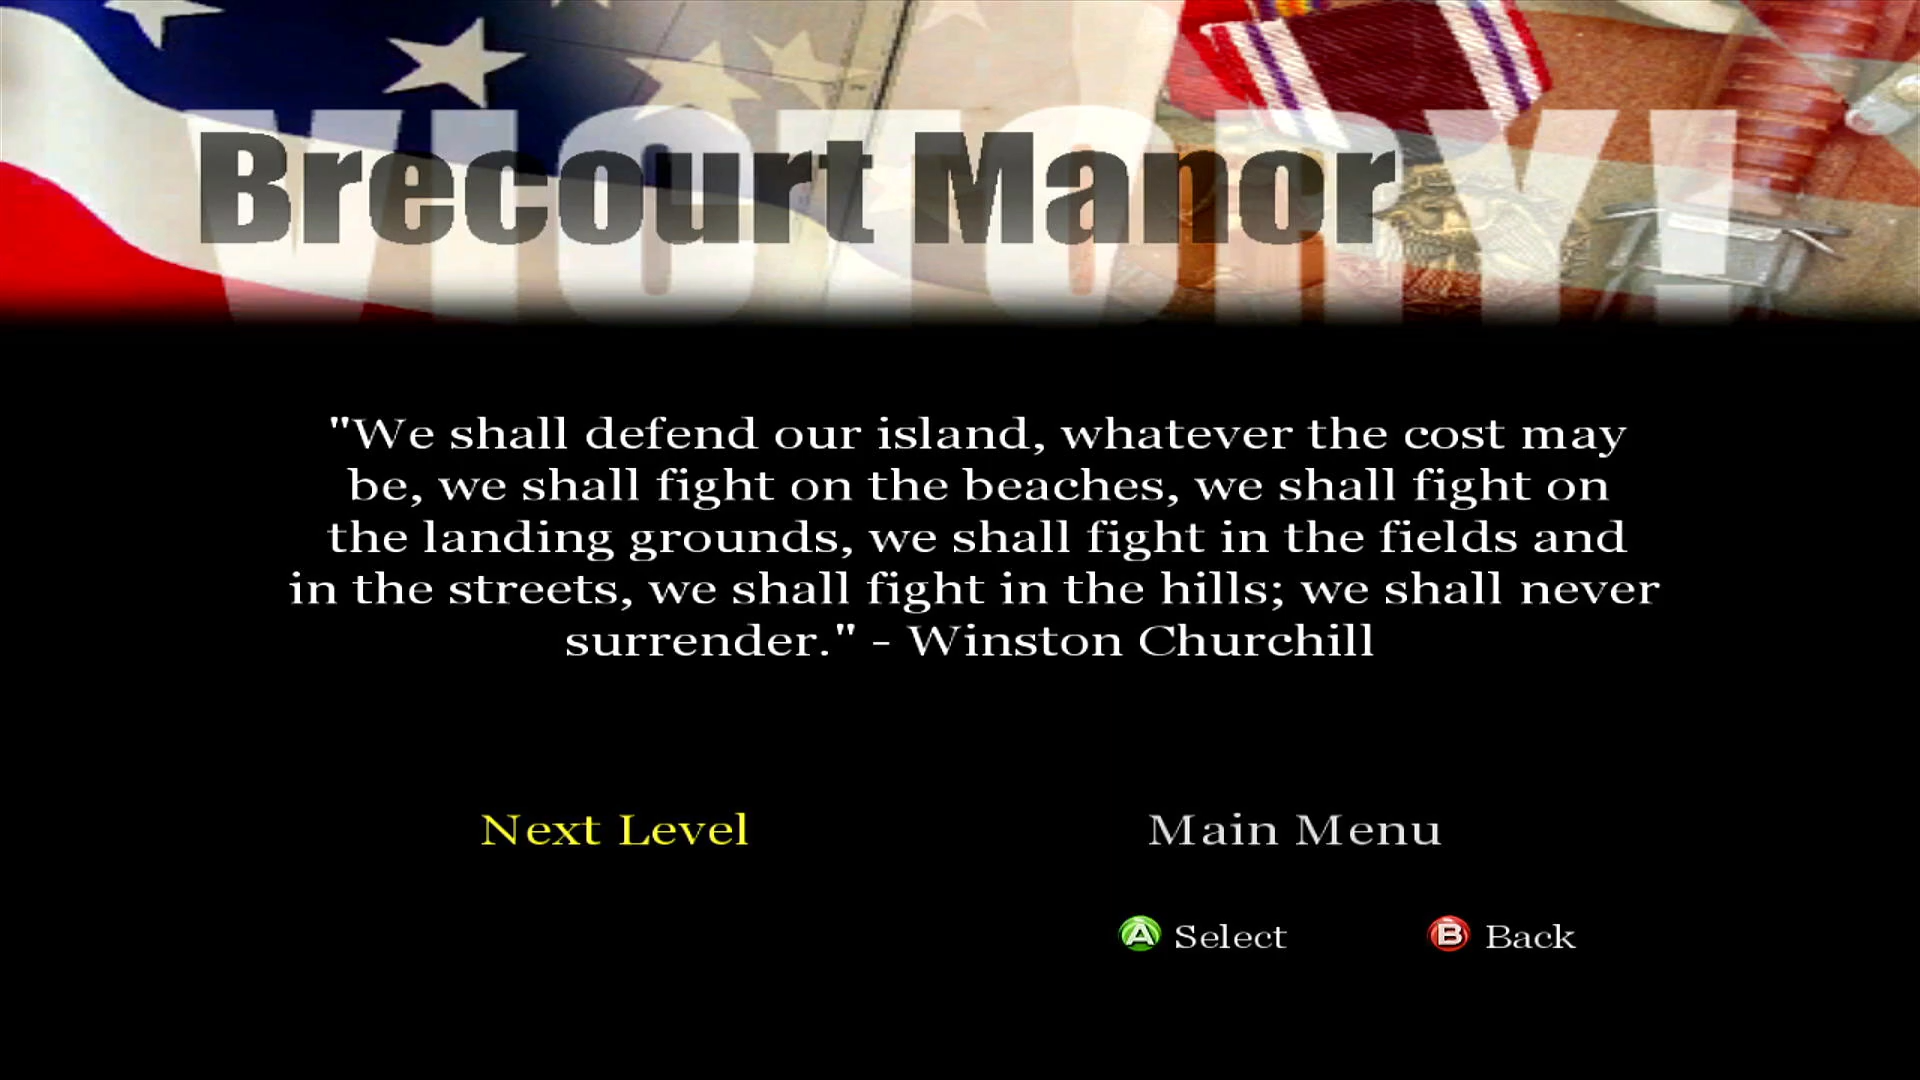 VICTORY!
Brecourt Manor
"We shall defend our island, whatever the cost may
be, we shall fight on the beaches, we shall fight on
the landing grounds, we shall fight in the fields and
in the streets, we shall fight in the hills; we shall never
surrender." - Winston Churchill
Next Level
Main Menu
A Select
B Back